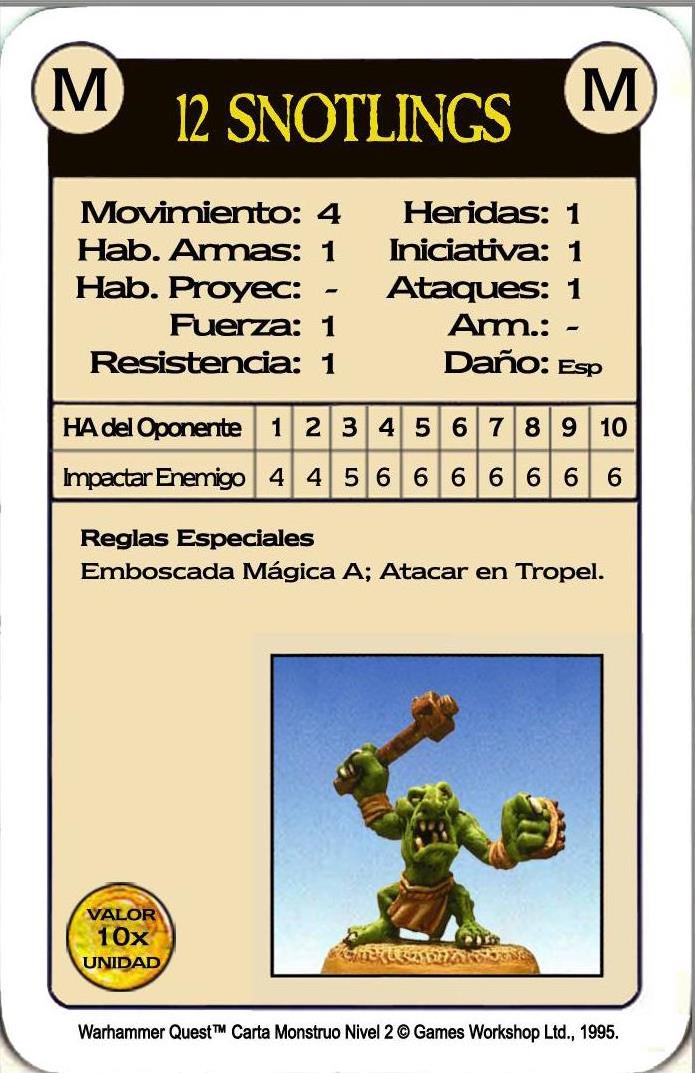 M
12 SNOTLINGS
M
Movimiento: 4 Heridas: 1
Hab. Armas: 1 Iniciativa: 1
Hab. Proyec: - Ataques: 1
Fuerza: 1 Arm.: -
Resistencia: 1 Daño: Esp
HA del Oponente 1 2 3 4 5 6 7 8 9 10
Impactar Enemigo 4 4 5 6 6 6 6 6 6 6
Reglas Especiales
Emboscada Mágica A; Atacar en Tropel.
VALOR
10x
UNIDAD
Warhammer Quest™ Carta Monstruo Nivel 2 © Games Workshop Ltd., 1995.